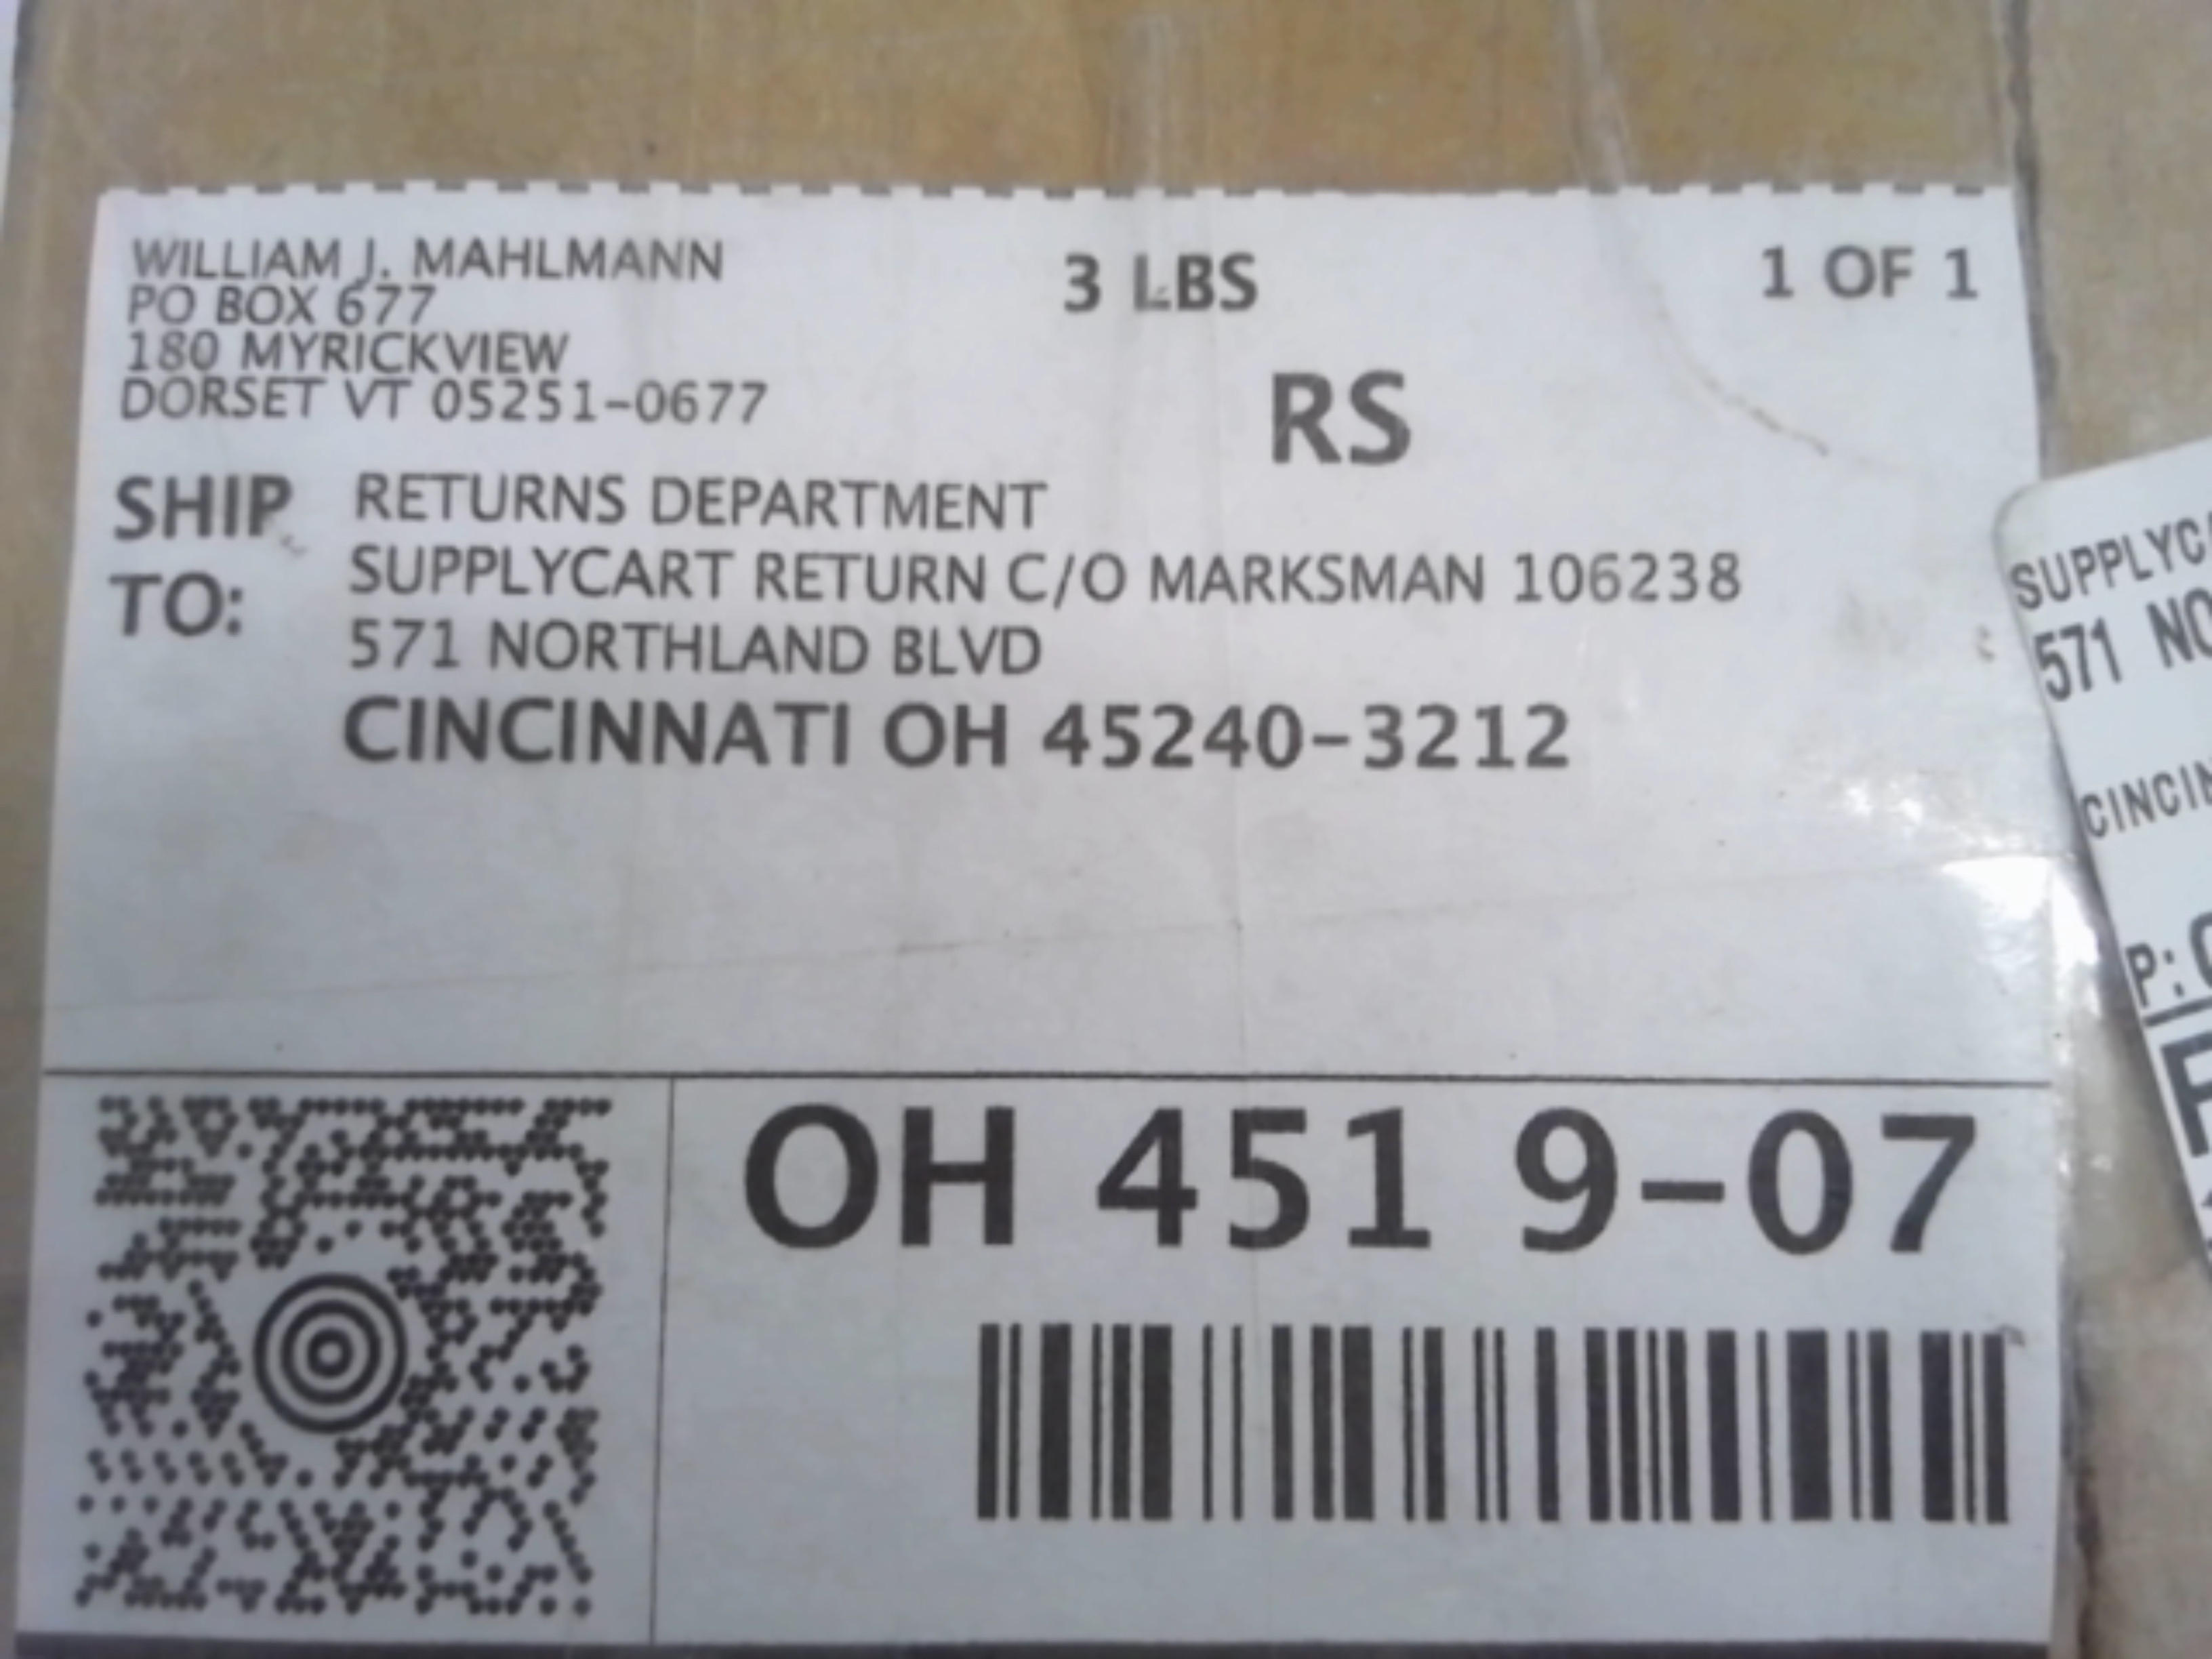 WILLIAM J. MAHLMANN
PO BOX 677
180 MYRICKVIEW
DORSET VT 05251-0677
3 LBS
1 OF 1
RS
SHIP TO:
RETURNS DEPARTMENT
SUPPLYCART RETURN C/O MARKSMAN 106238
571 NORTHLAND BLVD
CINCINNATI OH 45240-3212
OH 451 9-07
571
P: